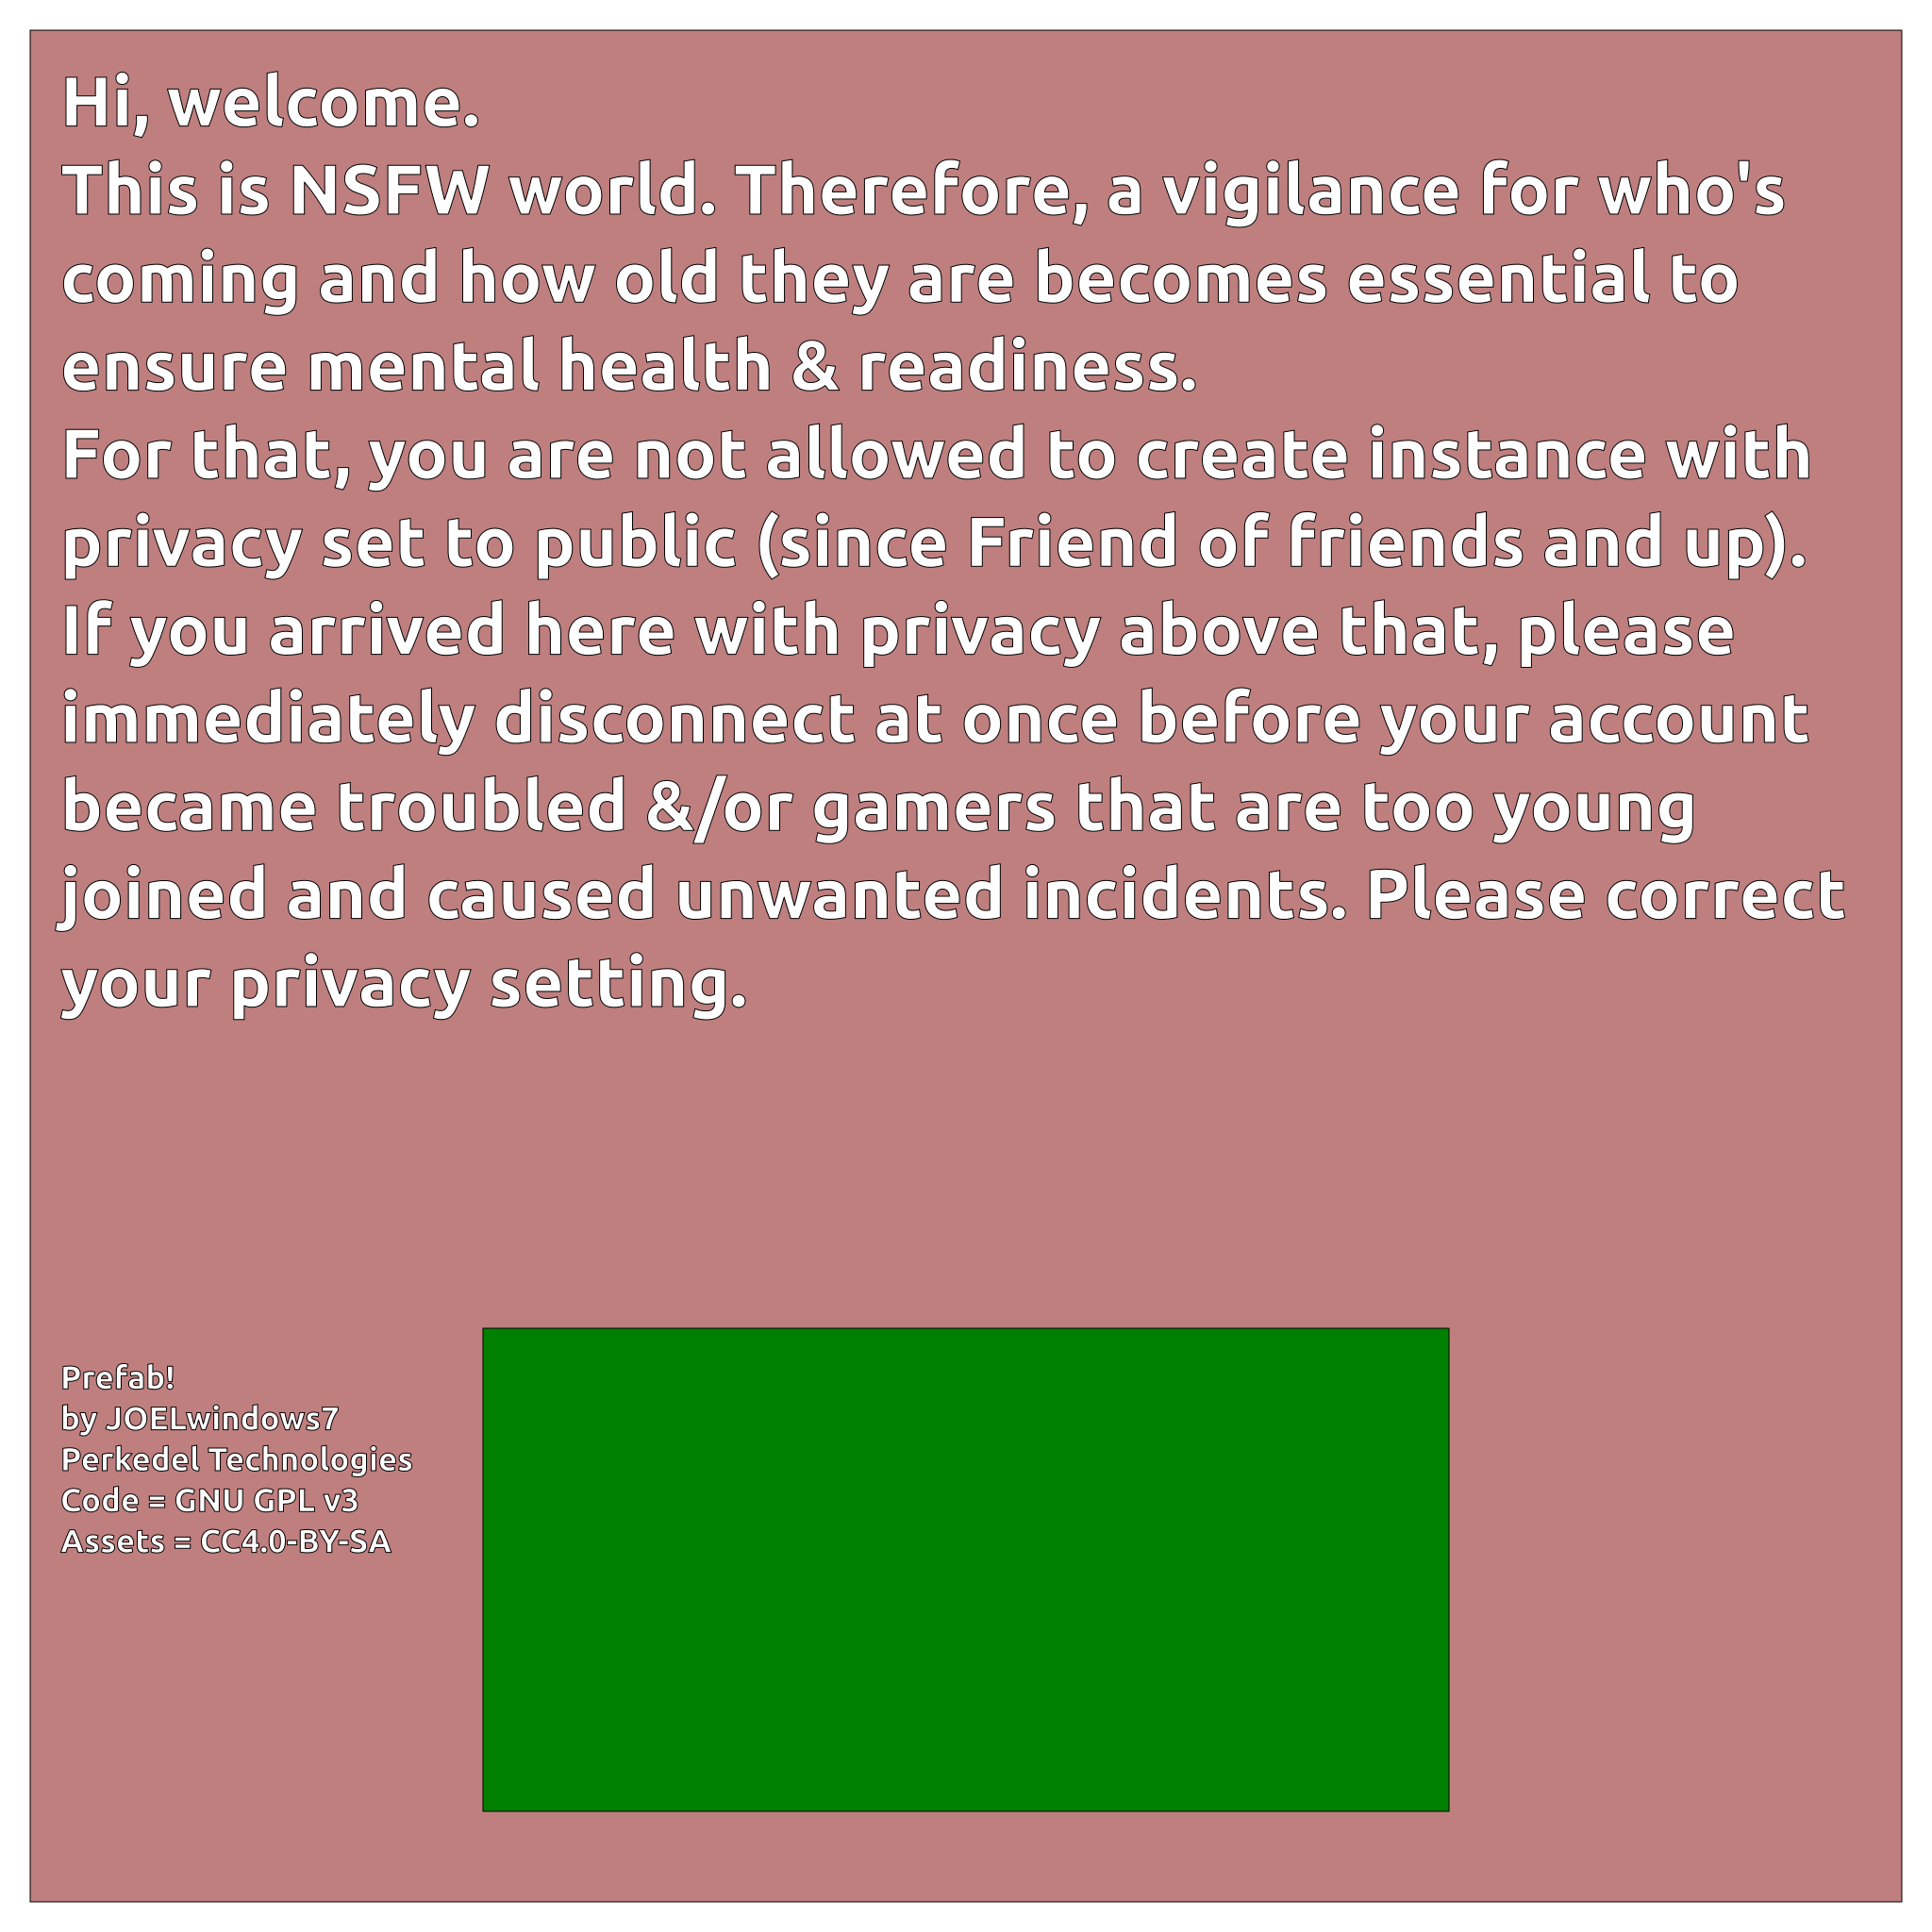 Hi, welcome.
This is NSFW world. Therefore, a vigilance for who's
coming and how old they are becomes essential to
ensure mental health & readiness.
For that, you are not allowed to create instance with
privacy set to public (since Friend of friends and up).
If you arrived here with privacy above that, please
immediately disconnect at once before your account
became troubled &/or gamers that are too young
joined and caused unwanted incidents. Please correct
your privacy setting.
Prefab!
by JOELwindows7
Perkedel Technologies
Code = GNU GPL v3
Assets = CC4.0-BY-SA